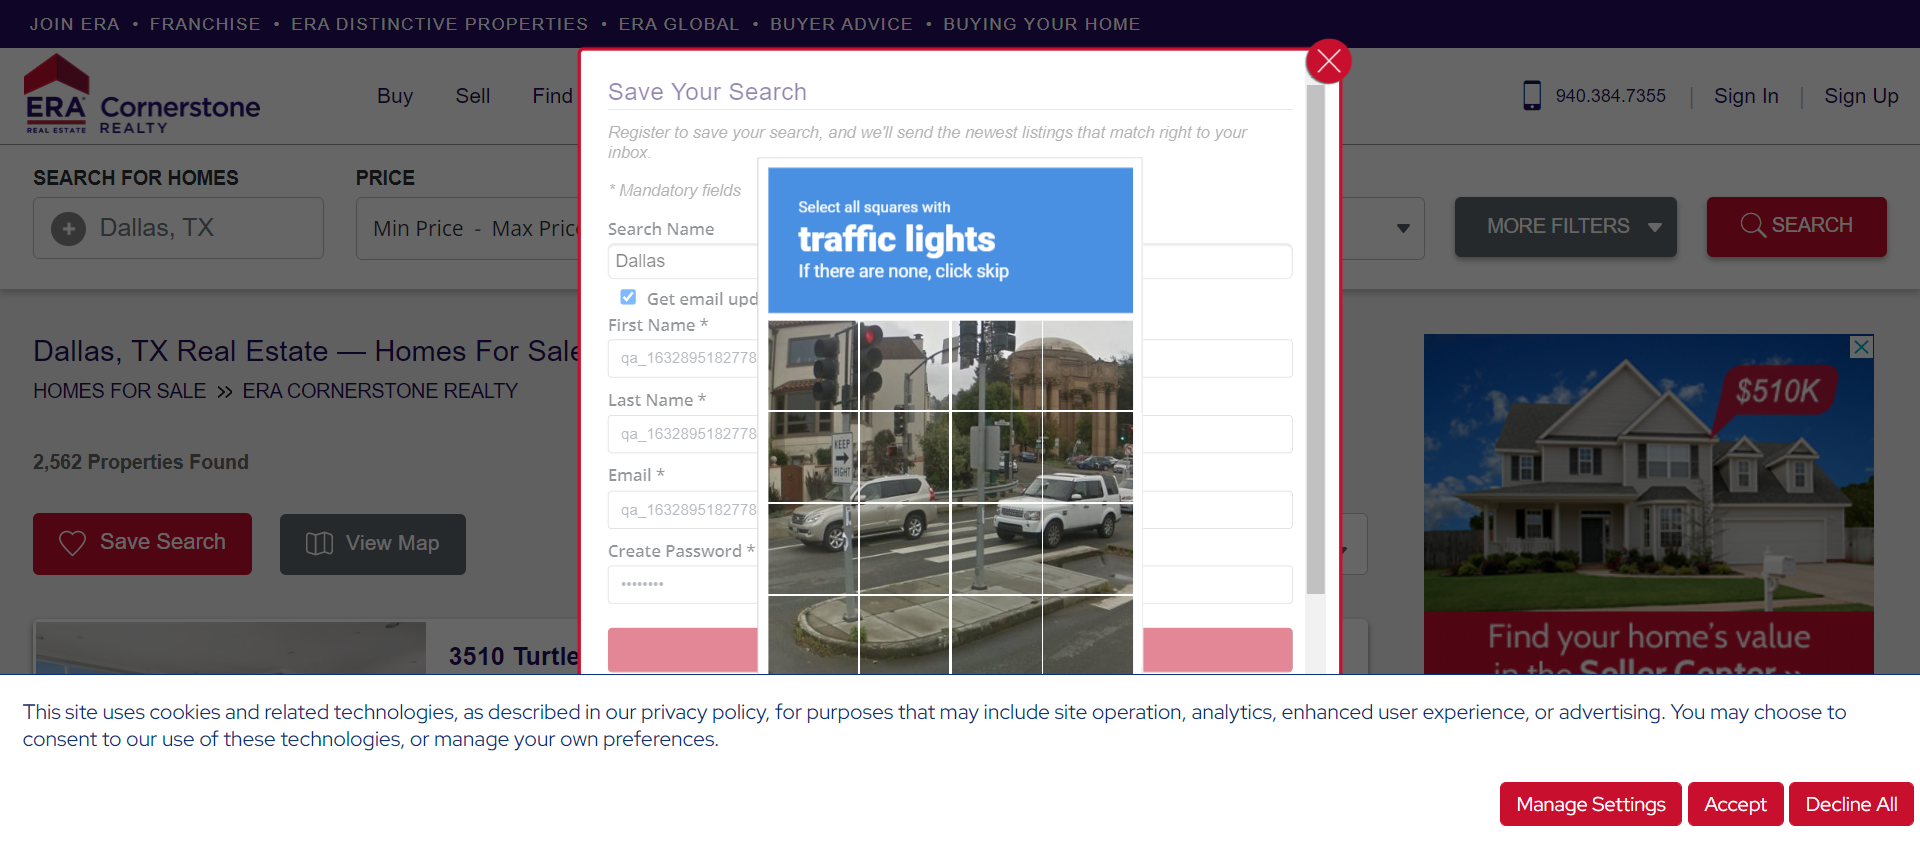 JOIN ERA • FRANCHISE • ERA DISTINCTIVE PROPERTIES • ERA GLOBAL • BUYER ADVICE • BUYING YOUR HOME
ERA
REAL ESTATE
Cornerstone
REALTY
Buy Sell Find
940.384.7355 | Sign In | Sign Up
SEARCH FOR HOMES
Dallas, TX
PRICE
Min Price - Max Pric
MORE FILTERS
SEARCH
Save Your Search
Register to save your search, and we'll send the newest listings that match right to your
inbox.
* Mandatory fields
Search Name
Dallas
Get email upd
First Name *
qa_1632895182778
Last Name *
qa_1632895182778
Email *
qa_1632895182778
Create Password *
••••••••
Select all squares with
traffic lights
If there are none, click skip
KEEP
RIGHT
Dallas, TX Real Estate — Homes For Sale
HOMES FOR SALE » ERA CORNERSTONE REALTY
2,562 Properties Found
Save Search
View Map
3510 Turtle
$510K
Find your home's value
in the Seller Center »
This site uses cookies and related technologies, as described in our privacy policy, for purposes that may include site operation, analytics, enhanced user experience, or advertising. You may choose to
consent to our use of these technologies, or manage your own preferences.
Manage Settings
Accept
Decline All